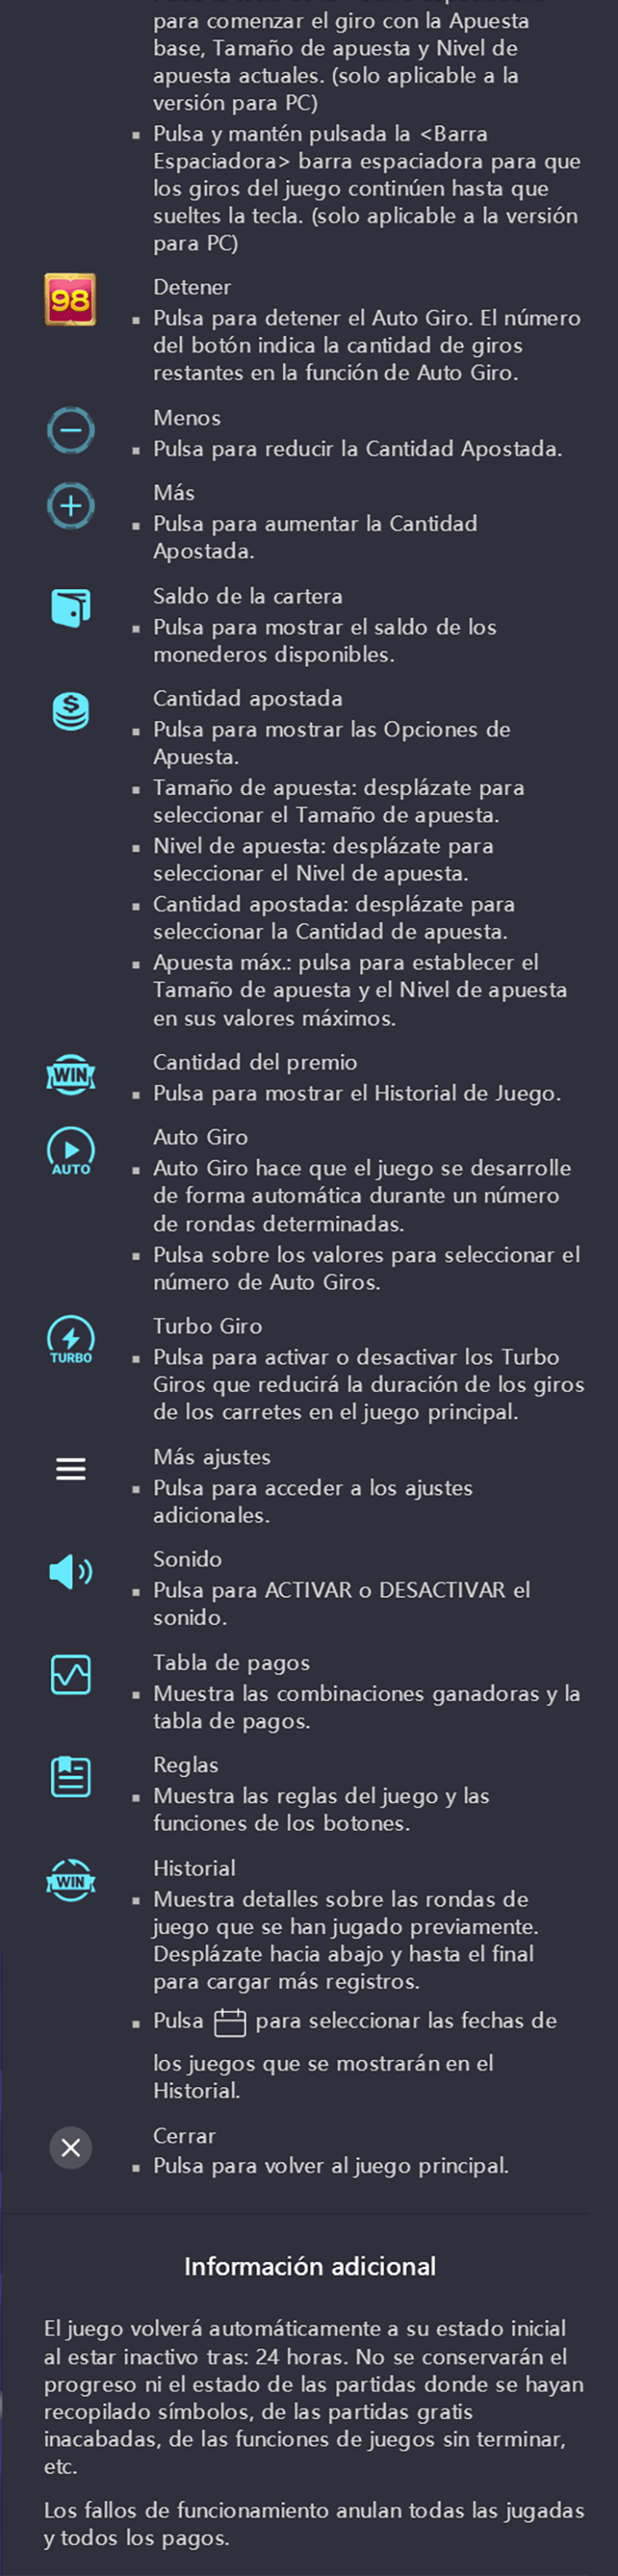 para comenzar el giro con la Apuesta
base, Tamaño de apuesta y Nivel de
apuesta actuales. (solo aplicable a la
versión para PC)
▪ Pulsa y mantén pulsada la <Barra
Espaciadora> barra espaciadora para que
los giros del juego continúen hasta que
sueltes la tecla. (solo aplicable a la versión
para PC)
98
Detener
▪ Pulsa para detener el Auto Giro. El número
del botón indica la cantidad de giros
restantes en la función de Auto Giro.
Menos
▪ Pulsa para reducir la Cantidad Apostada.
Más
▪ Pulsa para aumentar la Cantidad
Apostada.
Saldo de la cartera
▪ Pulsa para mostrar el saldo de los
monederos disponibles.
Cantidad apostada
▪ Pulsa para mostrar las Opciones de
Apuesta.
▪ Tamaño de apuesta: desplázate para
seleccionar el Tamaño de apuesta.
▪ Nivel de apuesta: desplázate para
seleccionar el Nivel de apuesta.
▪ Cantidad apostada: desplázate para
seleccionar la Cantidad de apuesta.
▪ Apuesta máx.: pulsa para establecer el
Tamaño de apuesta y el Nivel de apuesta
en sus valores máximos.
WIN
Cantidad del premio
▪ Pulsa para mostrar el Historial de Juego.
AUTO
Auto Giro
▪ Auto Giro hace que el juego se desarrolle
de forma automática durante un número
de rondas determinadas.
▪ Pulsa sobre los valores para seleccionar el
número de Auto Giros.
TURBO
Turbo Giro
▪ Pulsa para activar o desactivar los Turbo
Giros que reducirá la duración de los giros
de los carretes en el juego principal.
Más ajustes
▪ Pulsa para acceder a los ajustes
adicionales.
Sonido
▪ Pulsa para ACTIVAR o DESACTIVAR el
sonido.
Tabla de pagos
▪ Muestra las combinaciones ganadoras y la
tabla de pagos.
Reglas
▪ Muestra las reglas del juego y las
funciones de los botones.
WIN
Historial
▪ Muestra detalles sobre las rondas de
juego que se han jugado previamente.
Desplázate hacia abajo y hasta el final
para cargar más registros.
▪ Pulsa para seleccionar las fechas de
los juegos que se mostrarán en el
Historial.
Cerrar
▪ Pulsa para volver al juego principal.
Información adicional
El juego volverá automáticamente a su estado inicial
al estar inactivo tras: 24 horas. No se conservarán el
progreso ni el estado de las partidas donde se hayan
recopilado símbolos, de las partidas gratis
inacabadas, de las funciones de juegos sin terminar,
etc.
Los fallos de funcionamiento anulan todas las jugadas
y todos los pagos.